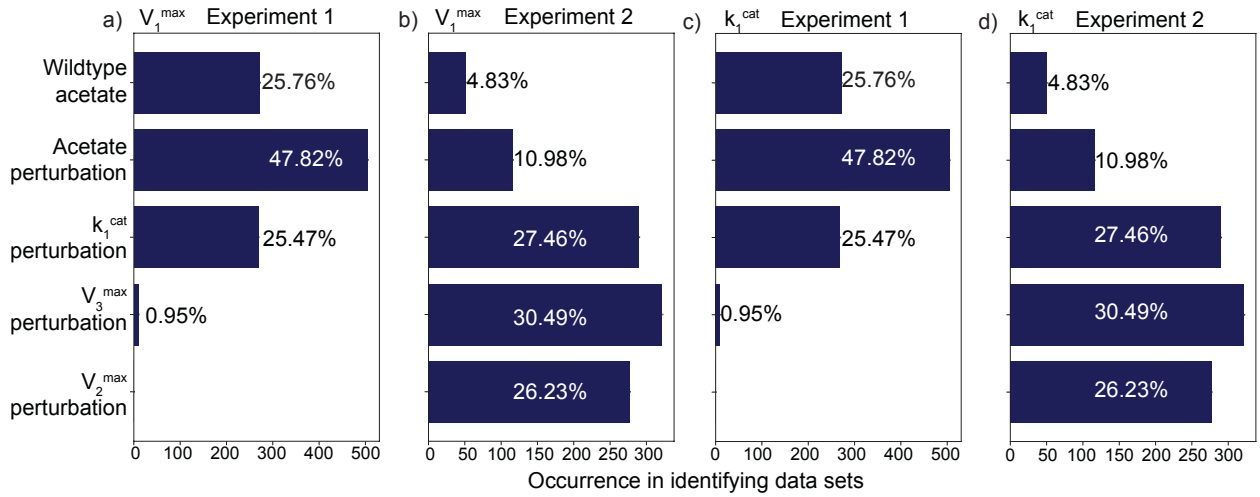 a) V₁ᵐᵃˣ Experiment 1
b) V₁ᵐᵃˣ Experiment 2
c) k₁ᶜᵃᵗ Experiment 1
d) k₁ᶜᵃᵗ Experiment 2
Wildtype
acetate
Acetate
perturbation
k₁ᶜᵃᵗ
perturbation
V₃ᵐᵃˣ
perturbation
V₂ᵐᵃˣ
perturbation
25.76%
47.82%
25.47%
0.95%
0 100 200 300 400 500
4.83%
10.98%
27.46%
30.49%
26.23%
0 50 100 150 200 250 300
25.76%
47.82%
25.47%
0.95%
0 100 200 300 400 500
4.83%
10.98%
27.46%
30.49%
26.23%
0 50 100 150 200 250 300
Occurrence in identifying data sets